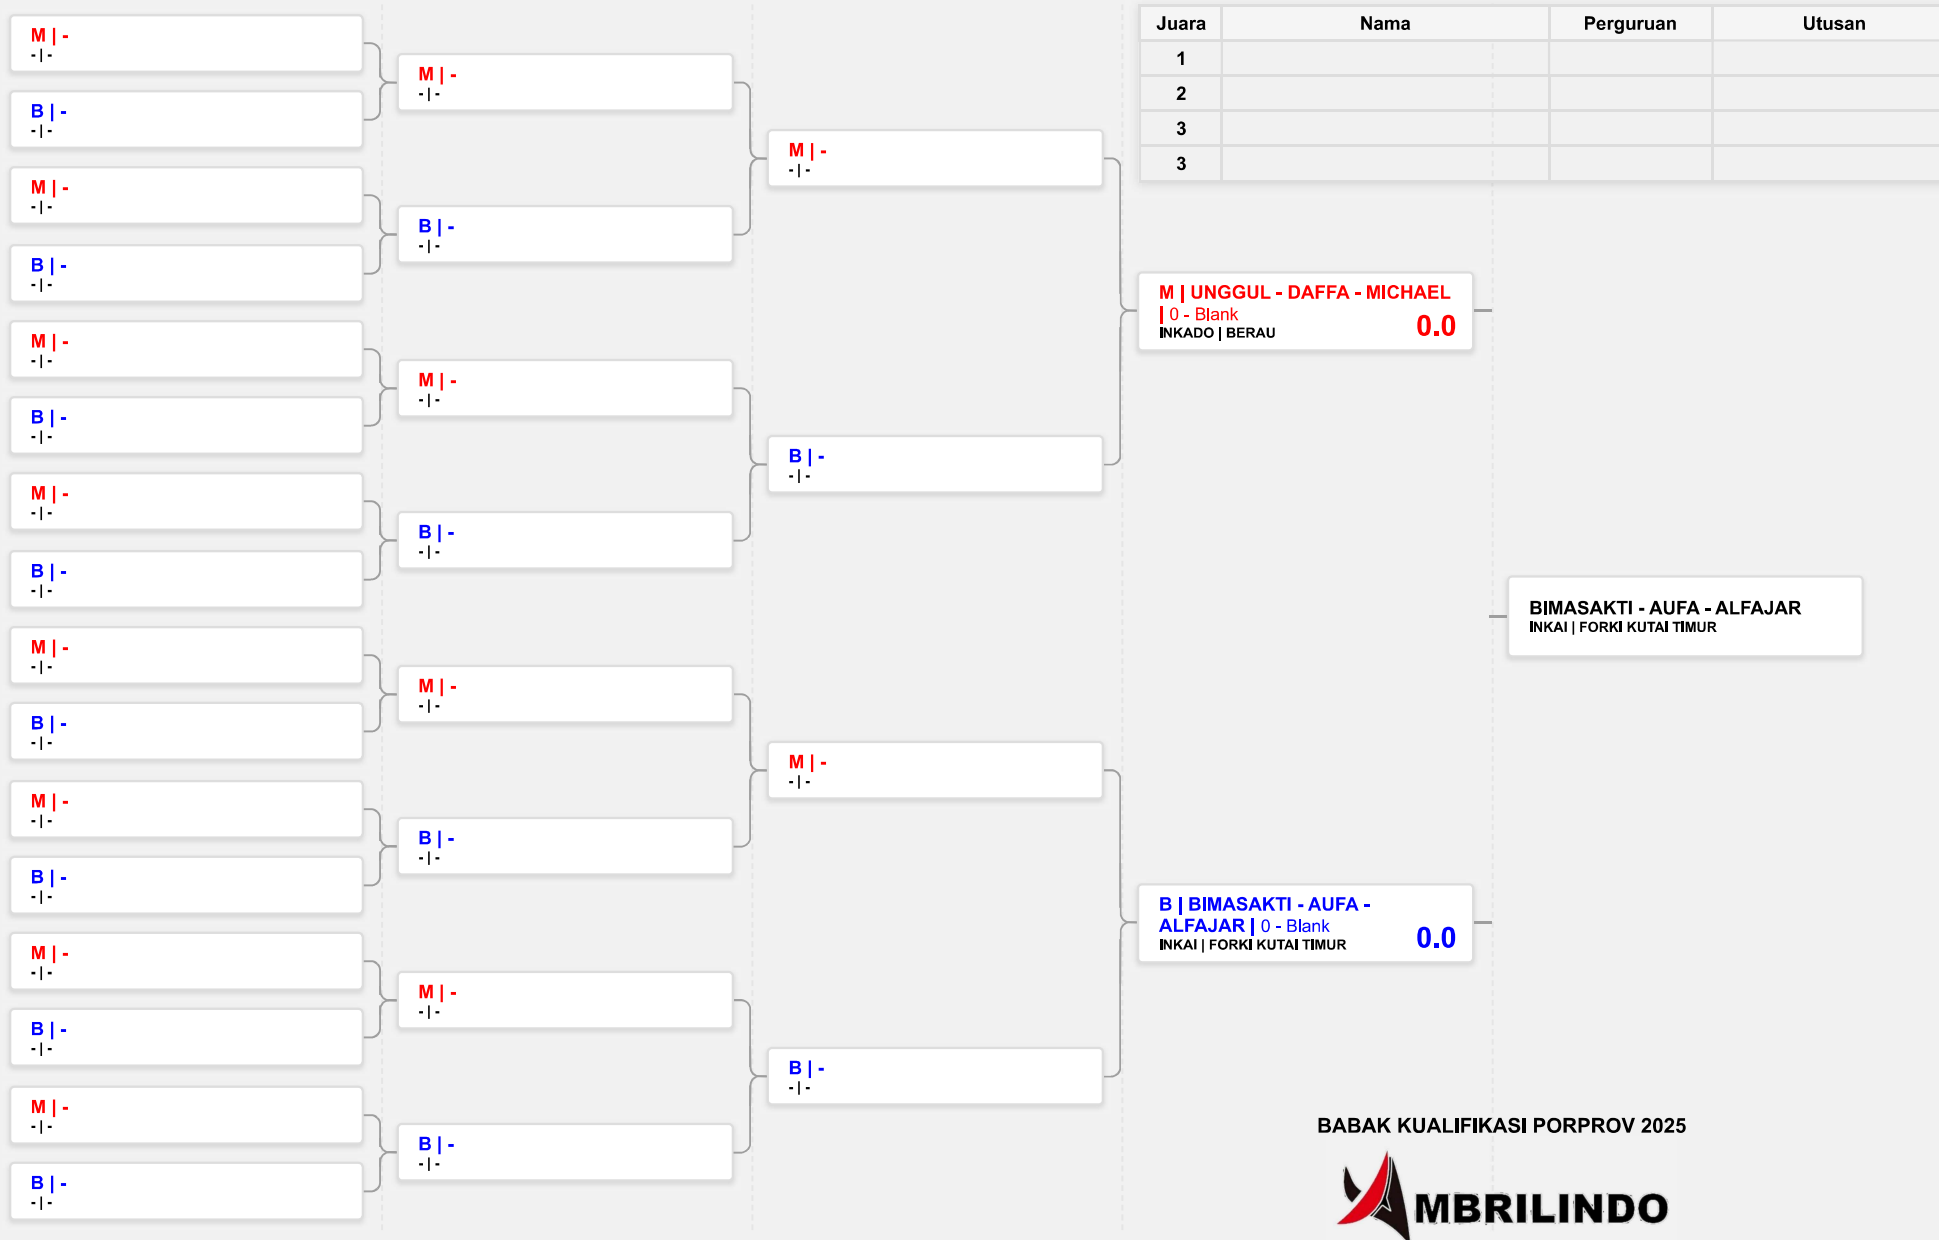 M | -
-|-
B | -
-|-
M | -
-|-
B | -
-|-
M | -
-|-
B | -
-|-
M | -
-|-
B | -
-|-
M | -
-|-
B | -
-|-
M | -
-|-
B | -
-|-
M | -
-|-
B | -
-|-
M | -
-|-
B | -
-|-
M | -
-|-
B | -
-|-
M | -
-|-
B | -
-|-
M | -
-|-
B | -
-|-
M | -
-|-
B | -
-|-
M | -
-|-
B | -
-|-
M | -
-|-
B | -
-|-
Juara Nama Perguruan Utusan
1
2
3
3
M | UNGGUL - DAFFA - MICHAEL
| 0 - Blank
INKADO | BERAU
0.0
B | BIMASAKTI - AUFA -
ALFAJAR | 0 - Blank
INKAI | FORKI KUTAI TIMUR
0.0
BIMASAKTI - AUFA - ALFAJAR
INKAI | FORKI KUTAI TIMUR
BABAK KUALIFIKASI PORPROV 2025
MBRILINDO